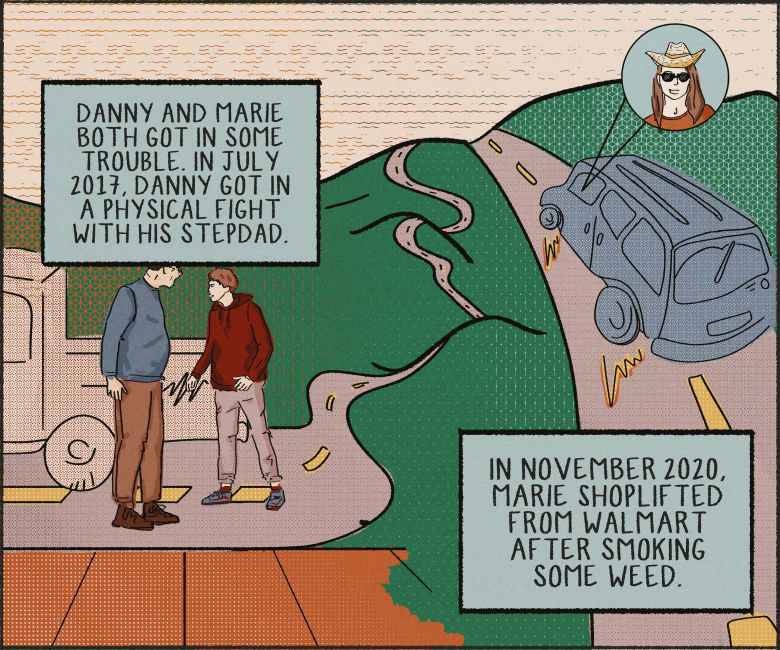 DANNY AND MARIE
BOTH GOT IN SOME
TROUBLE. IN JULY
2017, DANNY GOT IN
A PHYSICAL FIGHT
WITH HIS STEPDAD.
IN NOVEMBER 2020,
MARIE SHOPLIFTED
FROM WALMART
AFTER SMOKING
SOME WEED.